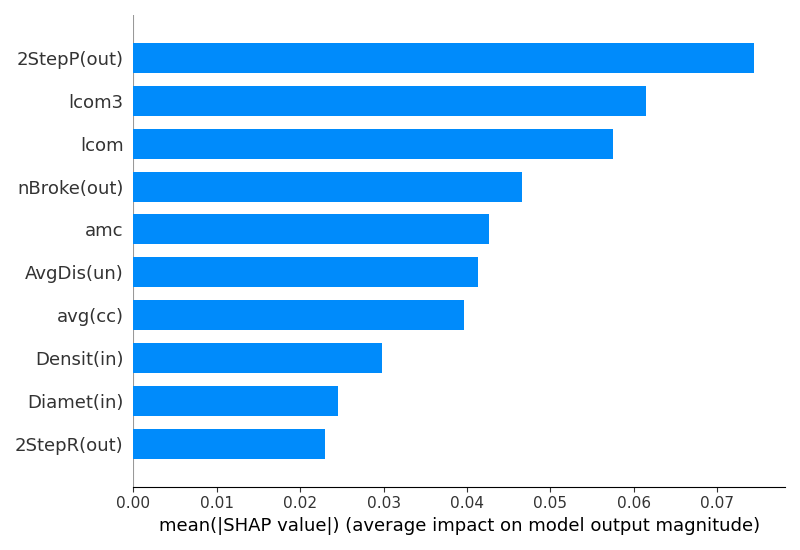 2StepP(out)
lcom3
lcom
nBroke(out)
amc
AvgDis(un)
avg(cc)
Densit(in)
Diamet(in)
2StepR(out)
0.00 0.01 0.02 0.03 0.04 0.05 0.06 0.07
mean(|SHAP value|) (average impact on model output magnitude)